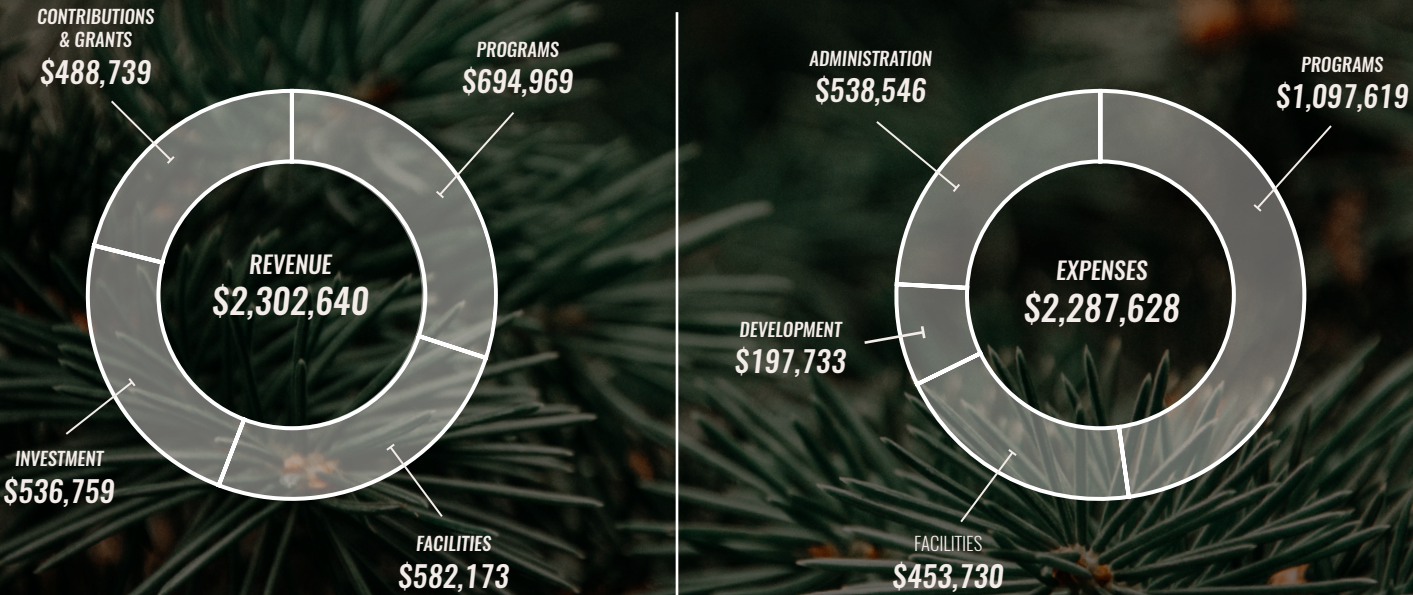 CONTRIBUTIONS
& GRANTS
$488,739
PROGRAMS
$694,969
REVENUE
$2,302,640
INVESTMENT
$536,759
FACILITIES
$582,173
ADMINISTRATION
$538,546
PROGRAMS
$1,097,619
EXPENSES
$2,287,628
DEVELOPMENT
$197,733
FACILITIES
$453,730